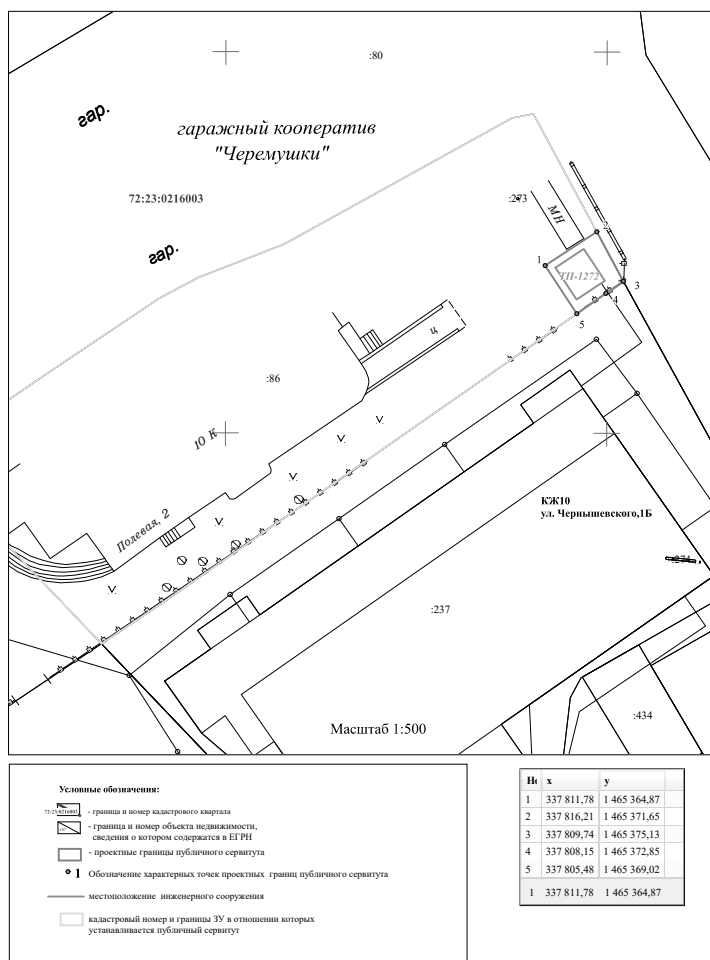 :80
гар.
гаражный кооператив
"Черемушки"
72:23:0216003
:273
МН
гар.
1
2
ТП-1272
3
4
5
ц
:86
10 К
КЖ10
ул. Чернышевского,1Б
Полевая, 2
:274
:237
:434
Масштаб 1:500
Условные обозначения:
72:23:0216003 - граница и номер кадастрового квартала
- граница и номер объекта недвижимости,
сведения о котором содержатся в ЕГРН
- проектные границы публичного сервитута
1 Обозначение характерных точек проектных границ публичного сервитута
местоположение инженерного сооружения
кадастровый номер и границы ЗУ в отношении которых
устанавливается публичный сервитут
x y
1 337 811,78 1 465 364,87
2 337 816,21 1 465 371,65
3 337 809,74 1 465 375,13
4 337 808,15 1 465 372,85
5 337 805,48 1 465 369,02
1 337 811,78 1 465 364,87